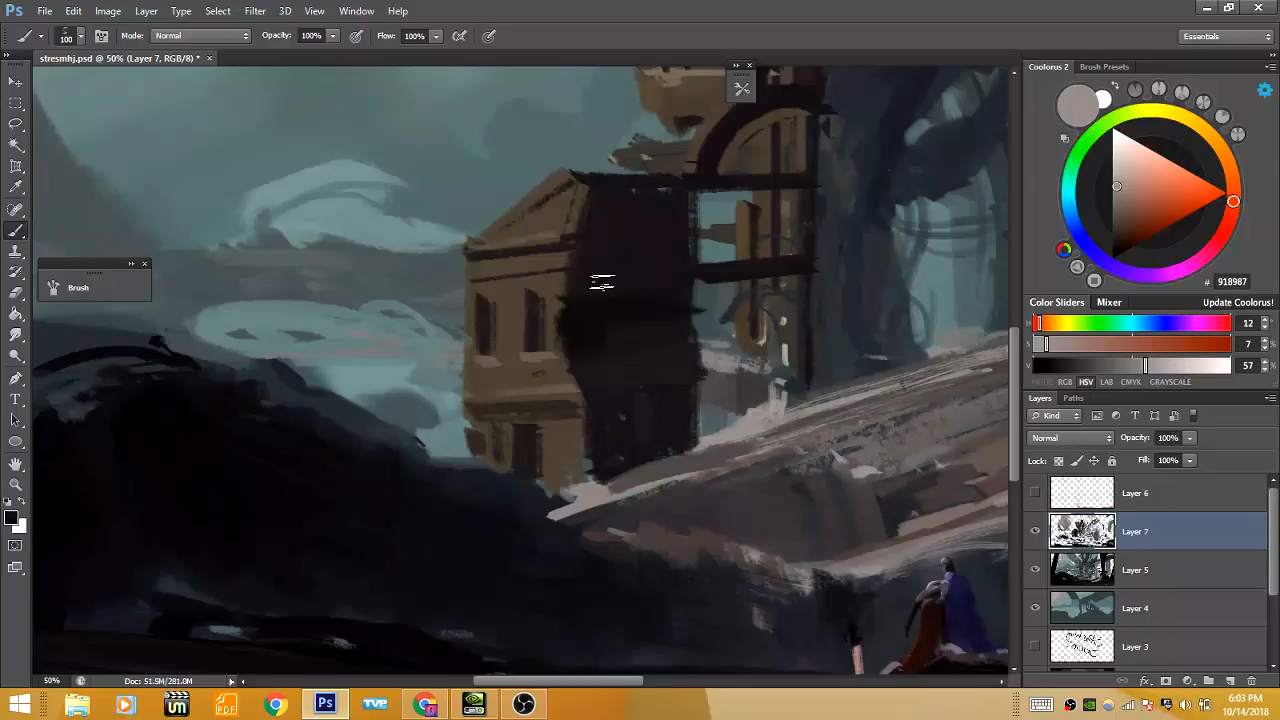 Ps File Edit Image Layer Type Select Filter 3D View Window Help
100 Mode: Normal Opacity: 100% Flow: 100% Essentials
stresmhj.psd @ 50% (Layer 7, RGB/8) *
Coolorus 2 Brush Presets
Brush
# 918987
Color Sliders Mixer Update Coolorus!
H 12 °
S 7 %
V 57 %
RGB HSV LAB CMYK GRAYSCALE
Layers Paths
Kind
Normal Opacity: 100%
Lock: Fill: 100%
Layer 6
Layer 7
Layer 5
Layer 4
Layer 3
50% Doc: 51.5M/281.0M
6:03 PM
10/14/2018
PDF um Ps TVP